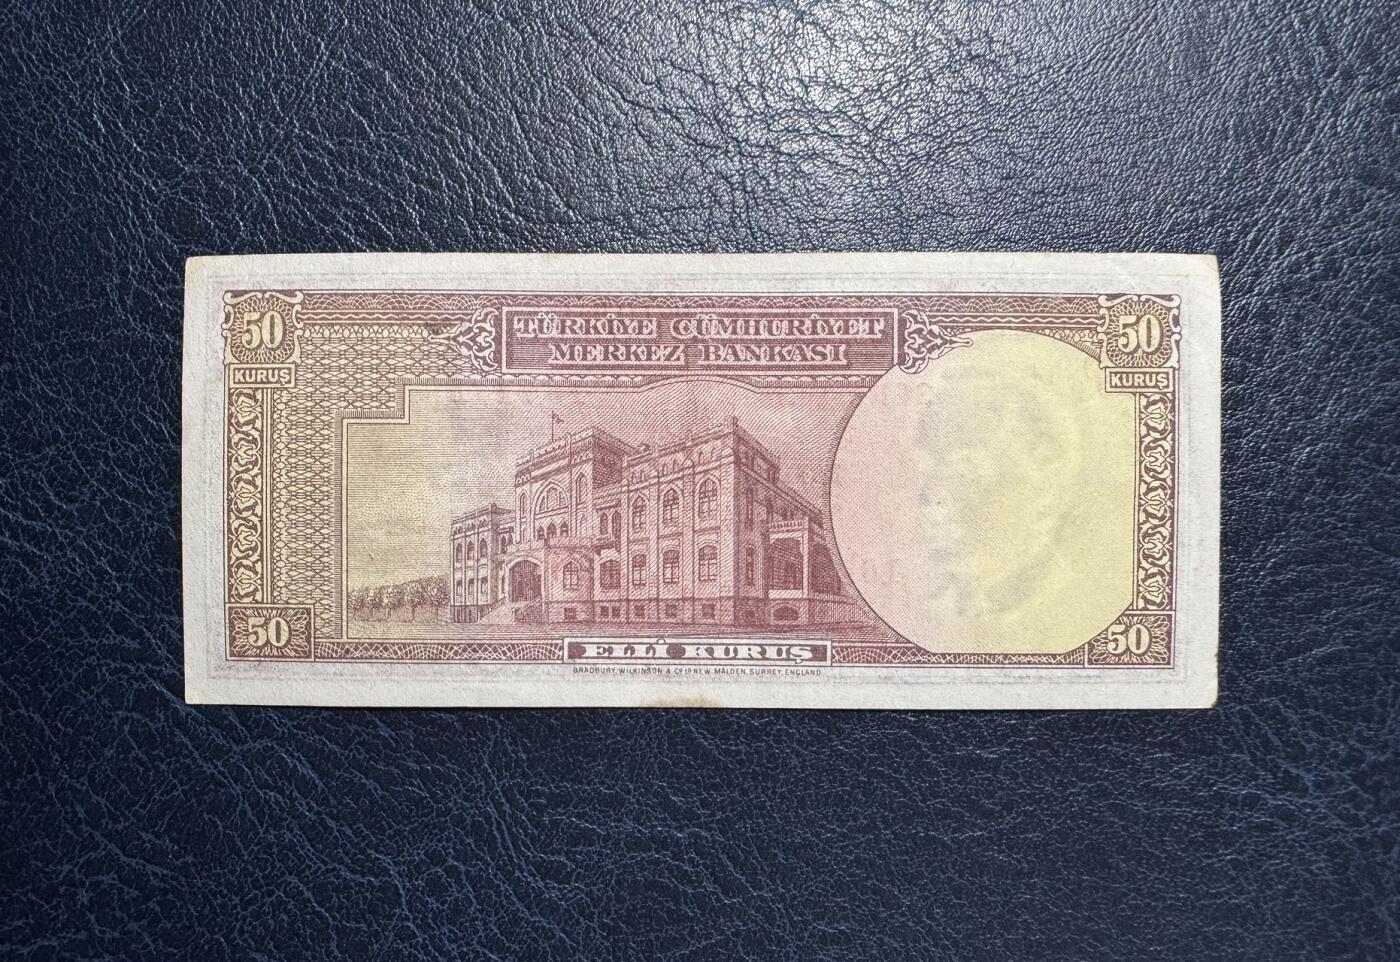 50 50
TÜRKİYE CÜMHURİYET
MERKEZ BANKASI
KURUŞ KURUŞ
50 50
ELLİ KURUŞ
BRADBURY, WILKINSON & Cº Lᴰ NEW MALDEN, SURREY, ENGLAND